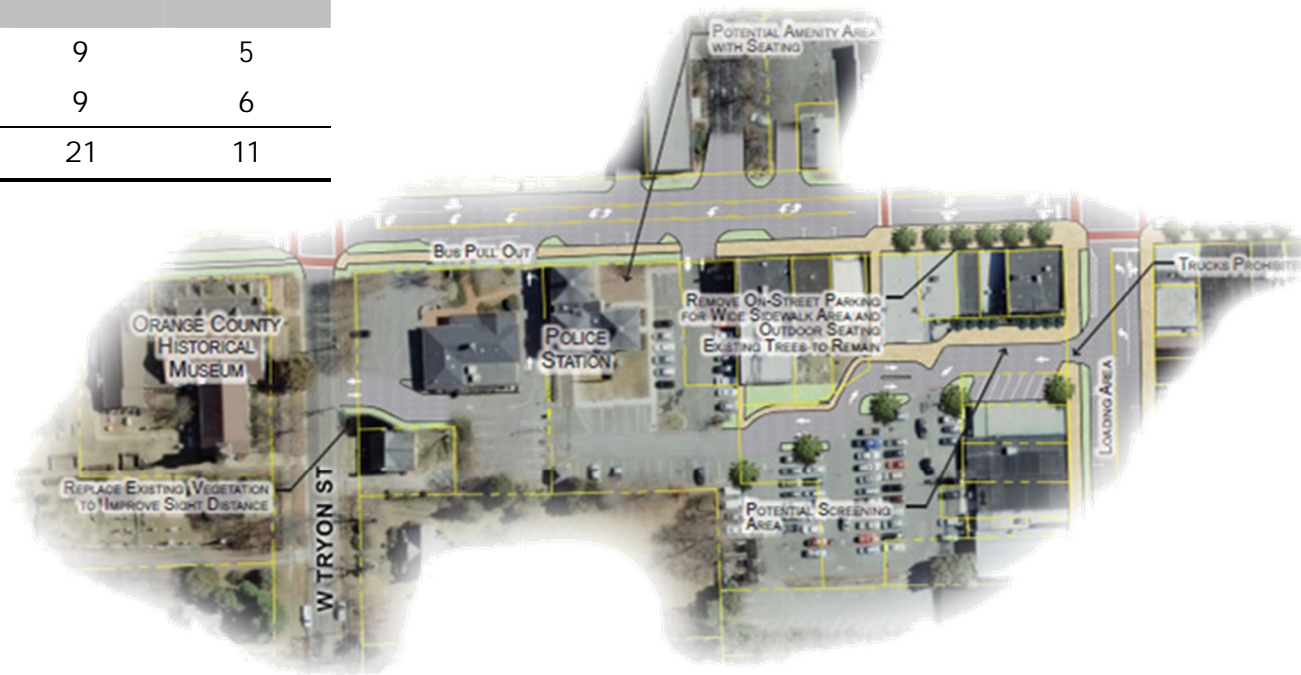 9 5
9 6
21 11
Potential Amenity Area
with Seating
Bus Pull Out
Trucks Prohibite
Orange County
Historical
Museum
Police
Station
Remove On-Street Parking
for Wide Sidewalk Area and
Outdoor Seating
Existing Trees to Remain
Loading Area
W TRYON ST
Replace Existing Vegetation
to Improve Sight Distance
Potential Screening
Area